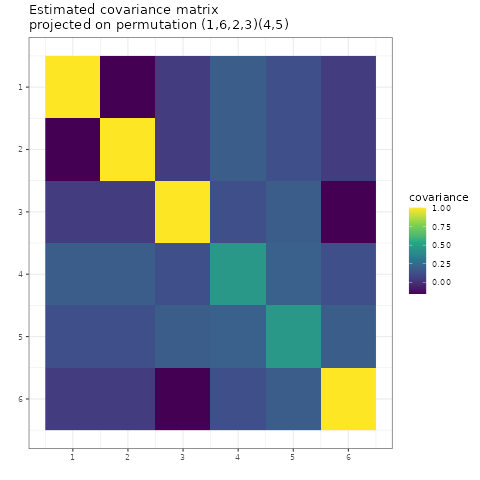 Estimated covariance matrix
projected on permutation (1,6,2,3)(4,5)
1
2
3
4
5
6
1 2 3 4 5 6
covariance
1.00
0.75
0.50
0.25
0.00